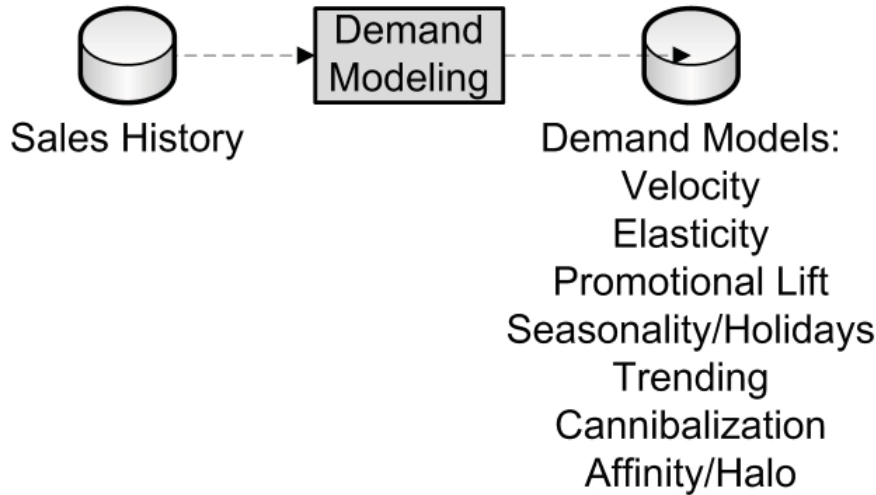 Demand
Modeling
Sales History
Demand Models:
Velocity
Elasticity
Promotional Lift
Seasonality/Holidays
Trending
Cannibalization
Affinity/Halo